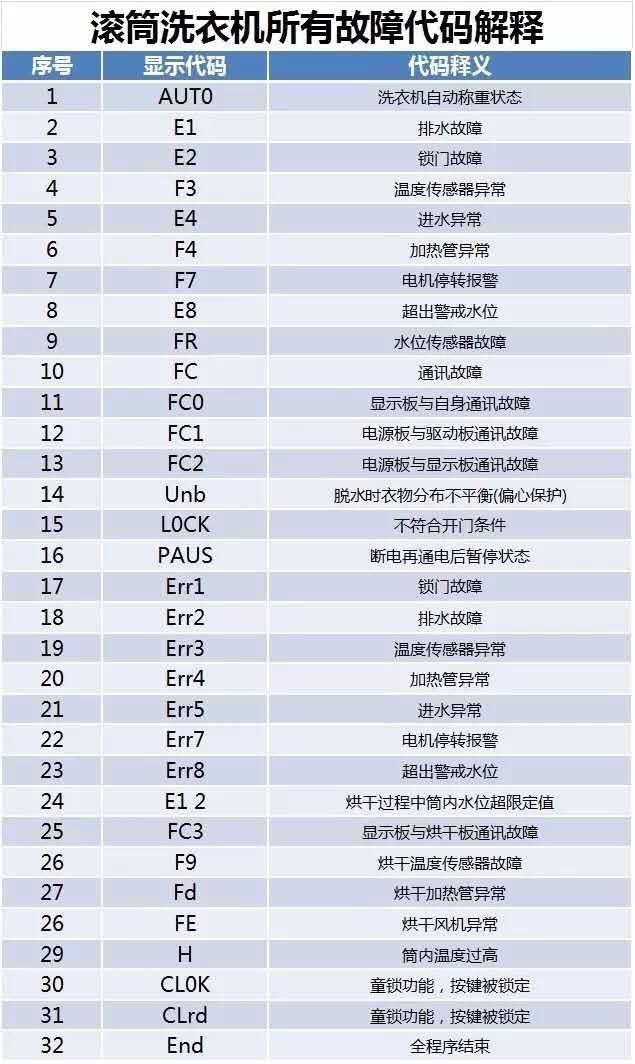 滚筒洗衣机所有故障代码解释
序号 显示代码 代码释义
1 AUT0 洗衣机自动称重状态
2 E1 排水故障
3 E2 锁门故障
4 F3 温度传感器异常
5 E4 进水异常
6 F4 加热管异常
7 F7 电机停转报警
8 E8 超出警戒水位
9 FR 水位传感器故障
10 FC 通讯故障
11 FC0 显示板与自身通讯故障
12 FC1 电源板与驱动板通讯故障
13 FC2 电源板与显示板通讯故障
14 Unb 脱水时衣物分布不平衡(偏心保护)
15 L0CK 不符合开门条件
16 PAUS 断电再通电后暂停状态
17 Err1 锁门故障
18 Err2 排水故障
19 Err3 温度传感器异常
20 Err4 加热管异常
21 Err5 进水异常
22 Err7 电机停转报警
23 Err8 超出警戒水位
24 E1 2 烘干过程中筒内水位超限定值
25 FC3 显示板与烘干板通讯故障
26 F9 烘干温度传感器故障
27 Fd 烘干加热管异常
26 FE 烘干风机异常
29 H 筒内温度过高
30 CL0K 童锁功能，按键被锁定
31 CLrd 童锁功能，按键被锁定
32 End 全程序结束